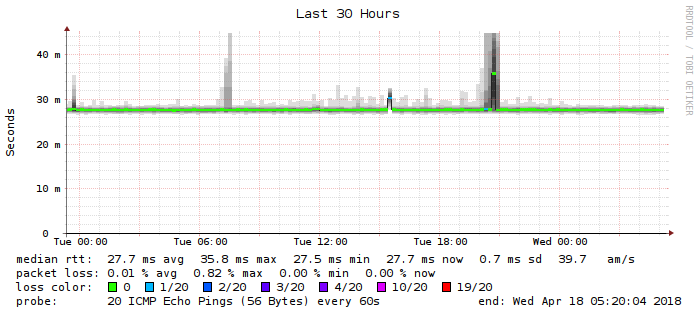 Last 30 Hours
RRDTOOL / TOBI OETIKER
Seconds
40 m
30 m
20 m
10 m
0
Tue 00:00 Tue 06:00 Tue 12:00 Tue 18:00 Wed 00:00
median rtt: 27.7 ms avg 35.8 ms max 27.5 ms min 27.7 ms now 0.7 ms sd 39.7 am/s
packet loss: 0.01 % avg 0.82 % max 0.00 % min 0.00 % now
loss color: 0 1/20 2/20 3/20 4/20 10/20 19/20
probe: 20 ICMP Echo Pings (56 Bytes) every 60s end: Wed Apr 18 05:20:04 2018